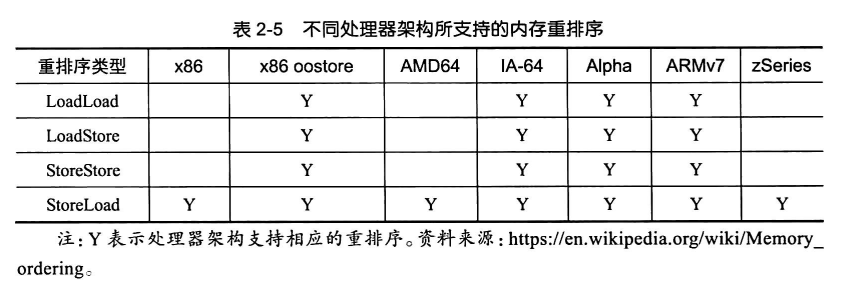 表 2-5 不同处理器架构所支持的内存重排序
重排序类型 x86 x86 oostore AMD64 IA-64 Alpha ARMv7 zSeries
LoadLoad Y Y Y Y
LoadStore Y Y Y Y
StoreStore Y Y Y Y
StoreLoad Y Y Y Y Y Y Y
注：Y 表示处理器架构支持相应的重排序。资料来源：https://en.wikipedia.org/wiki/Memory_
ordering。